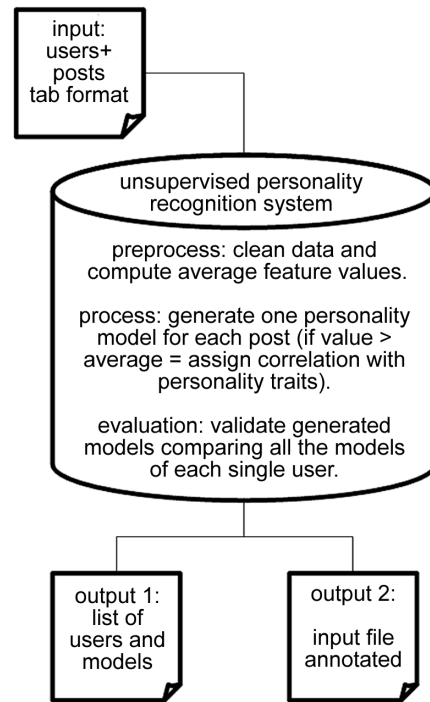 input:
users+
posts
tab format
unsupervised personality
recognition system
preprocess: clean data and
compute average feature values.
process: generate one personality
model for each post (if value >
average = assign correlation with
personality traits).
evaluation: validate generated
models comparing all the models
of each single user.
output 1:
list of
users and
models
output 2:
input file
annotated